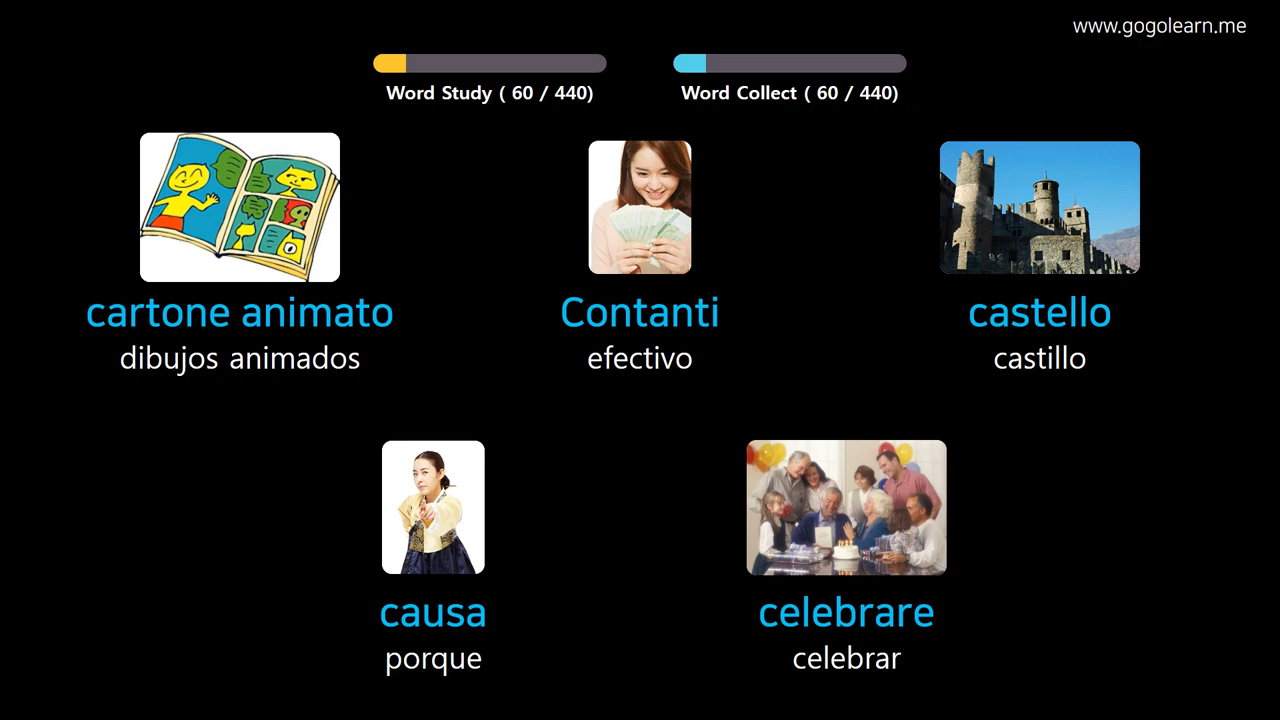 www.gogolearn.me
Word Study ( 60 / 440)
Word Collect ( 60 / 440)
cartone animato
dibujos animados
Contanti
efectivo
castello
castillo
causa
porque
celebrare
celebrar